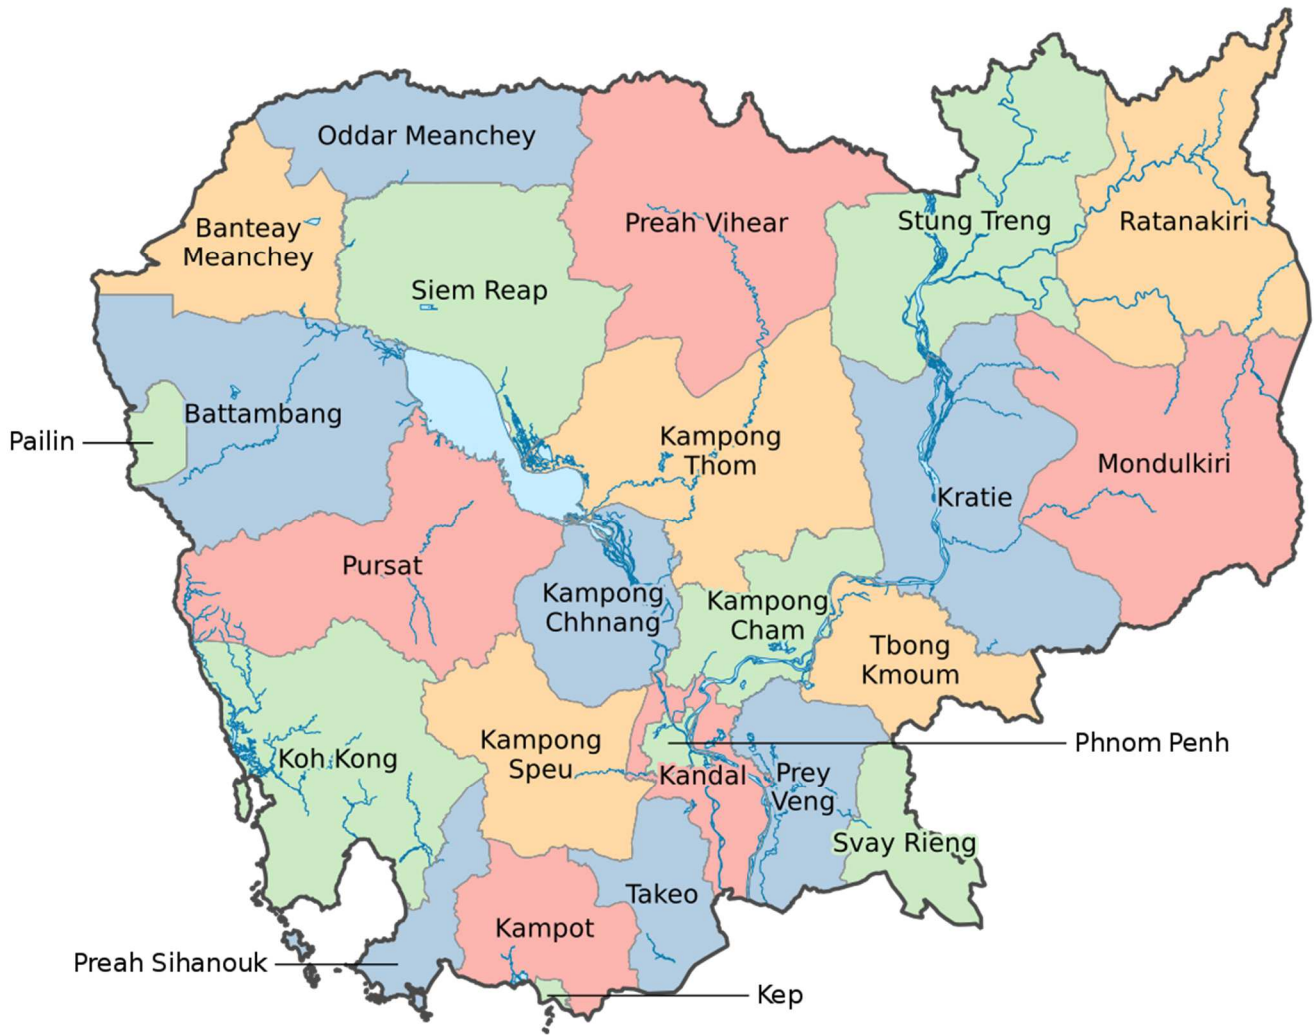 Oddar Meanchey
Banteay
Meanchey
Preah Vihear
Stung Treng
Ratanakiri
Siem Reap
Battambang
Pailin
Kampong
Thom
Mondulkiri
Kratie
Pursat
Kampong
Chhnang
Kampong
Cham
Tbong
Kmoum
Koh Kong
Kampong
Speu
Phnom Penh
Kandal
Prey
Veng
Svay Rieng
Takeo
Kampot
Preah Sihanouk
Kep